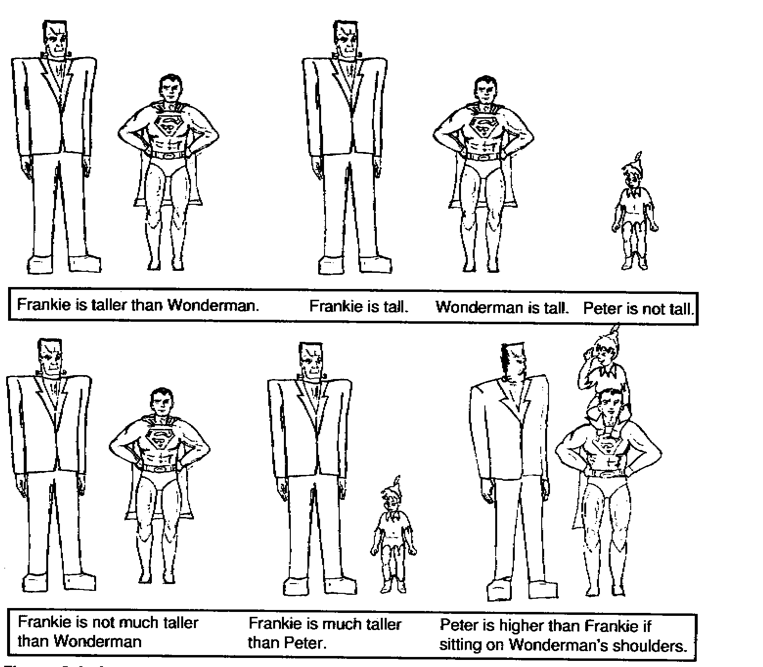 Frankie is taller than Wonderman. Frankie is tall. Wonderman is tall. Peter is not tall.
Frankie is not much taller
than Wonderman
Frankie is much taller
than Peter.
Peter is higher than Frankie if
sitting on Wonderman's shoulders.